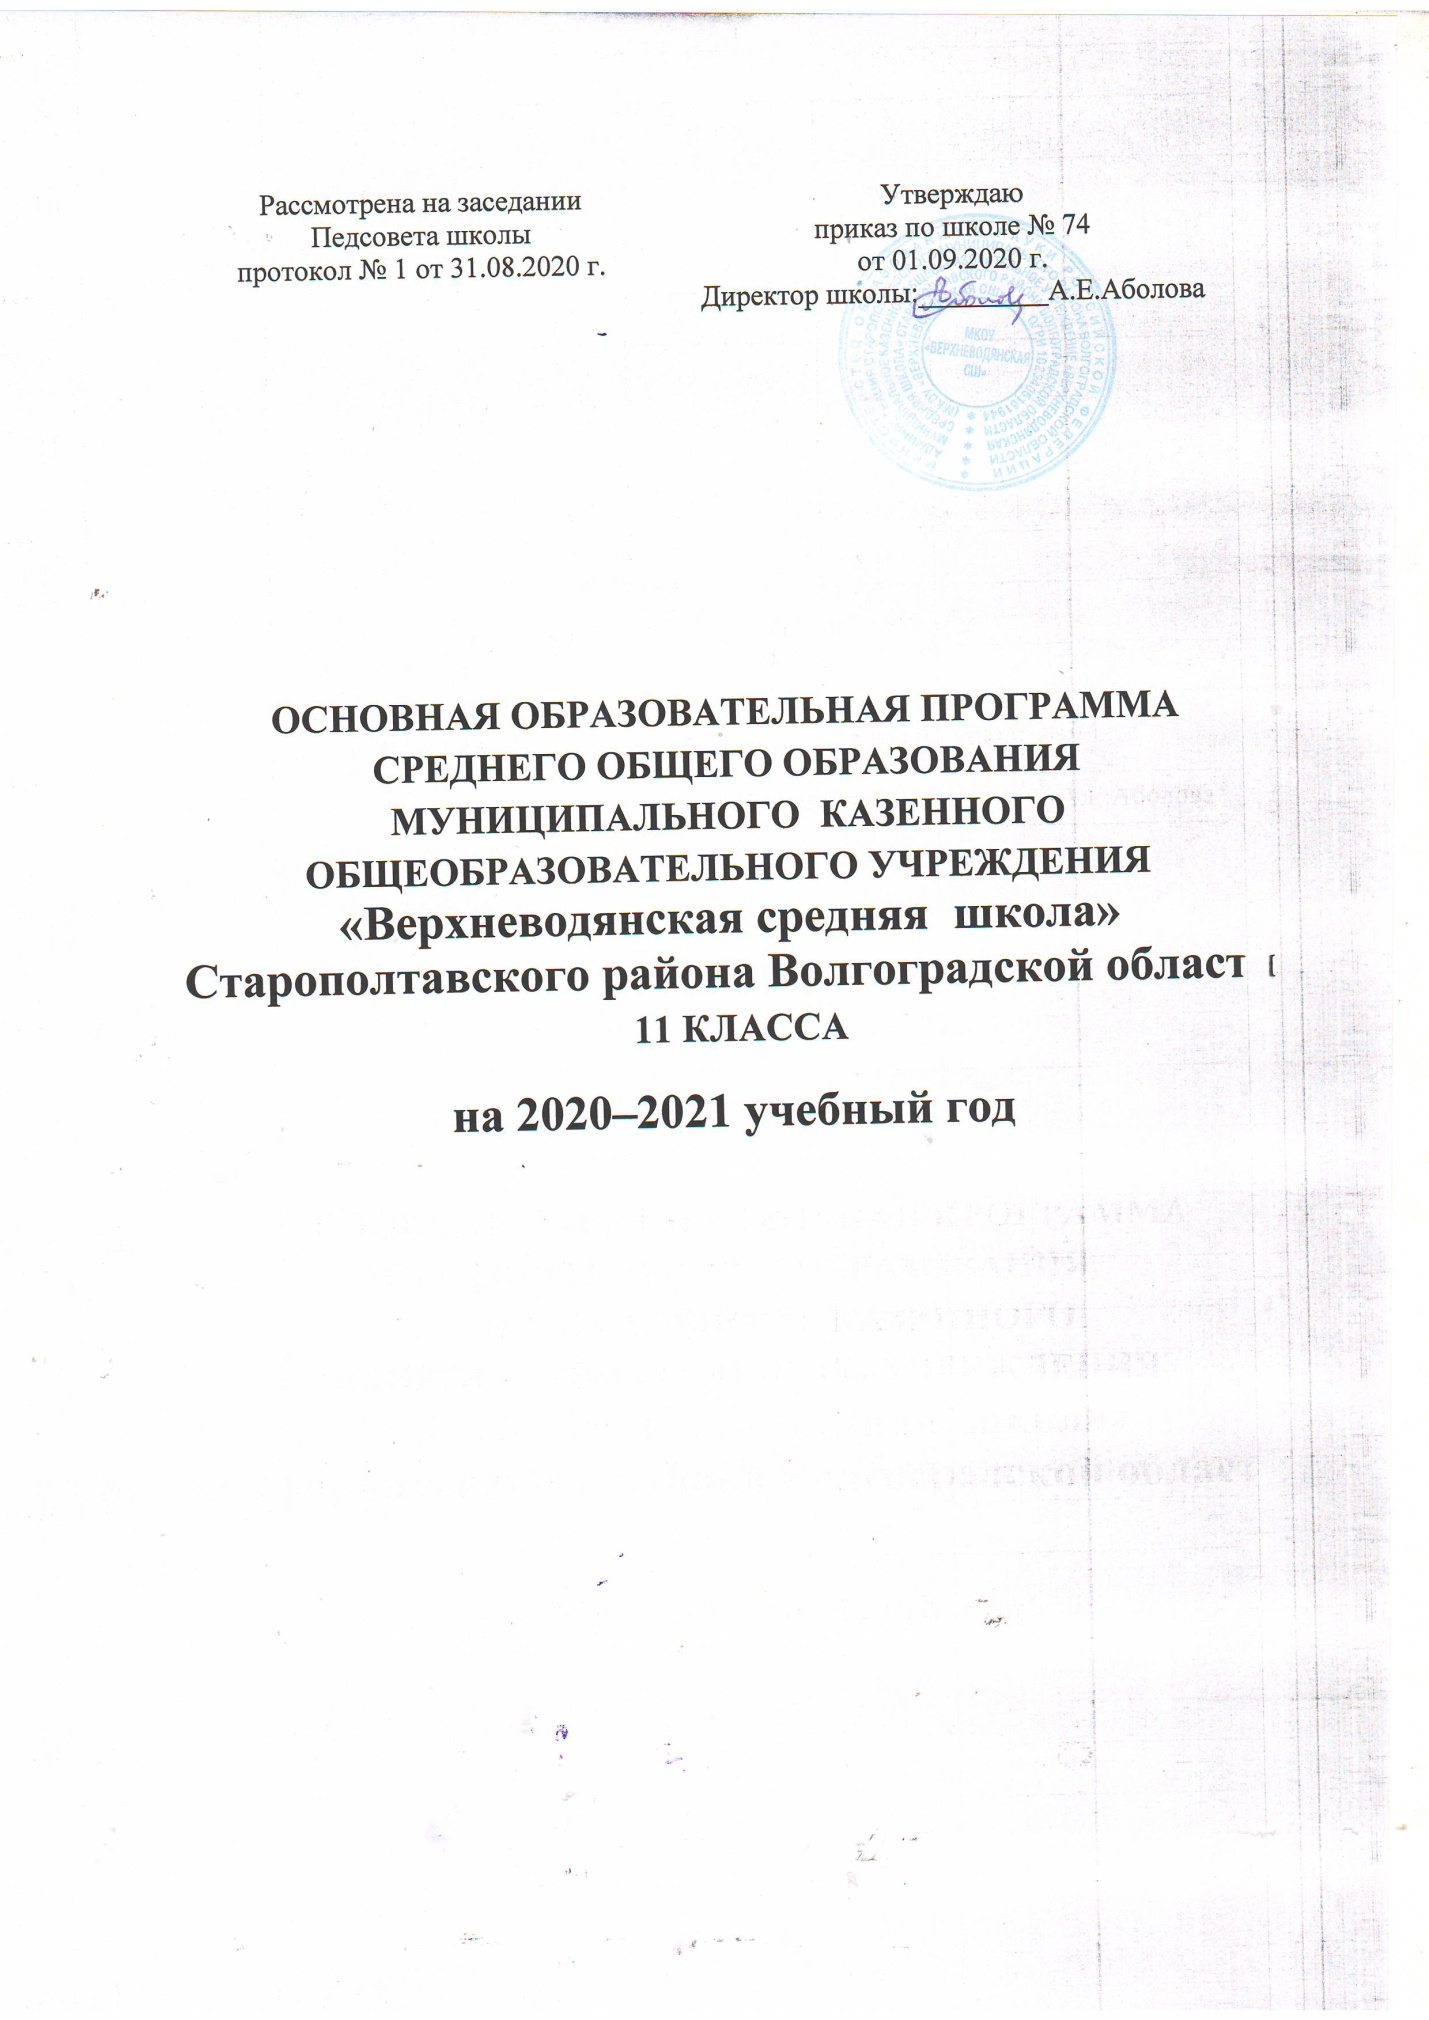 Рассмотрена на заседании
Педсовета школы
протокол № 1 от 31.08.2020 г.
Утверждаю
приказ по школе № 74
от 01.09.2020 г.
Директор школы:__________А.Е.Аболова
МКОУ
«ВЕРХНЕВОДЯНСКАЯ
СШ»
ОСНОВНАЯ ОБРАЗОВАТЕЛЬНАЯ ПРОГРАММА
СРЕДНЕГО ОБЩЕГО ОБРАЗОВАНИЯ
МУНИЦИПАЛЬНОГО КАЗЕННОГО
ОБЩЕОБРАЗОВАТЕЛЬНОГО УЧРЕЖДЕНИЯ
«Верхневодянская средняя школа»
Старополтавского района Волгоградской област
11 КЛАССА
на 2020–2021 учебный год